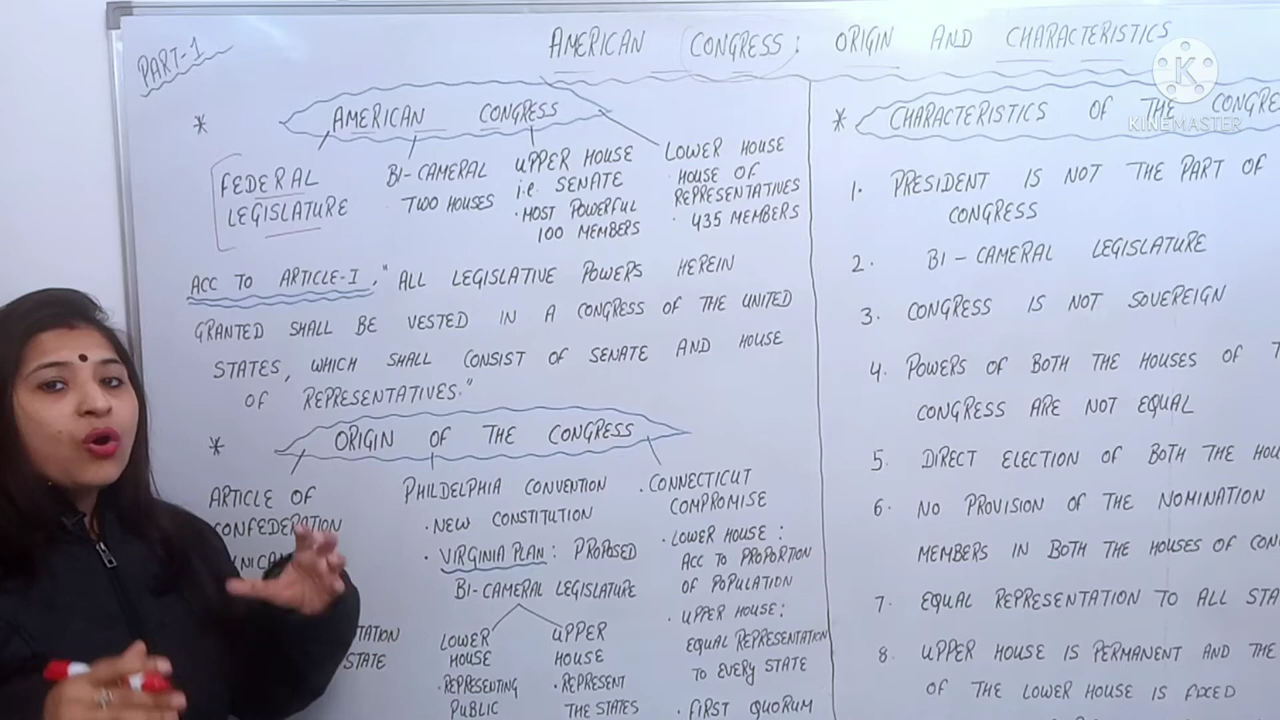 PART-1
AMERICAN CONGRESS: ORIGIN AND CHARACTERISTICS
* AMERICAN CONGRESS
FEDERAL
LEGISLATURE
BI-CAMERAL
TWO HOUSES
UPPER HOUSE
i.e. SENATE
• MOST POWERFUL
100 MEMBERS
LOWER HOUSE
HOUSE OF
REPRESENTATIVES
• 435 MEMBERS
ACC TO ARTICLE-I, "ALL LEGISLATIVE POWERS HEREIN
GRANTED SHALL BE VESTED IN A CONGRESS OF THE UNITED
STATES, WHICH SHALL CONSIST OF SENATE AND HOUSE
OF REPRESENTATIVES."
* ORIGIN OF THE CONGRESS
ARTICLE OF
CONFEDERATION
STATE
PHILDELPHIA CONVENTION
• NEW CONSTITUTION
• VIRGINIA PLAN: PROPOSED
BI-CAMERAL LEGISLATURE
LOWER
HOUSE
• REPRESENTING
PUBLIC
UPPER
HOUSE
• REPRESENT
THE STATES
• CONNECTICUT
COMPROMISE
• LOWER HOUSE:
ACC TO PROPORTION
OF POPULATION
• UPPER HOUSE:
EQUAL REPRESENTATION
TO EVERY STATE
• FIRST QUORUM
* CHARACTERISTICS OF THE CONGRE
1. PRESIDENT IS NOT THE PART OF
CONGRESS
2. BI-CAMERAL LEGISLATURE
3. CONGRESS IS NOT SOVEREIGN
4. POWERS OF BOTH THE HOUSES OF T
CONGRESS ARE NOT EQUAL
5. DIRECT ELECTION OF BOTH THE HOU
6. NO PROVISION OF THE NOMINATION
MEMBERS IN BOTH THE HOUSES OF CON
7. EQUAL REPRESENTATION TO ALL STA
8. UPPER HOUSE IS PERMANENT AND THE
OF THE LOWER HOUSE IS FIXED
K
KINEMASTER